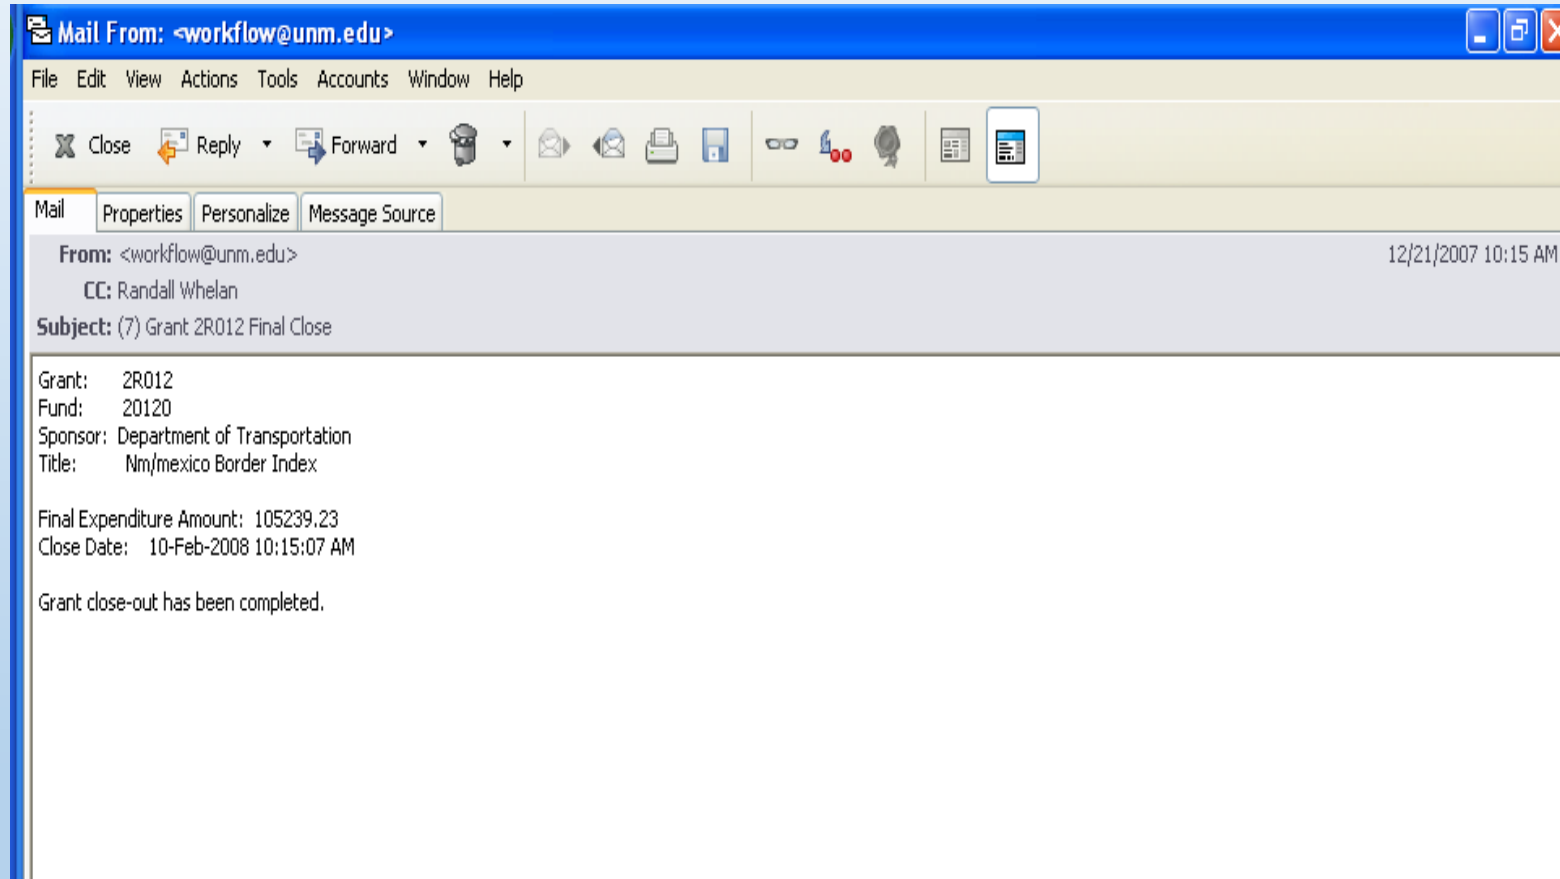 Mail From: <workflow@unm.edu>
File Edit View Actions Tools Accounts Window Help
Close Reply Forward
Mail Properties Personalize Message Source
From: <workflow@unm.edu> 12/21/2007 10:15 AM
CC: Randall Whelan
Subject: (7) Grant 2R012 Final Close
Grant: 2R012
Fund: 20120
Sponsor: Department of Transportation
Title: Nm/mexico Border Index
Final Expenditure Amount: 105239.23
Close Date: 10-Feb-2008 10:15:07 AM
Grant close-out has been completed.